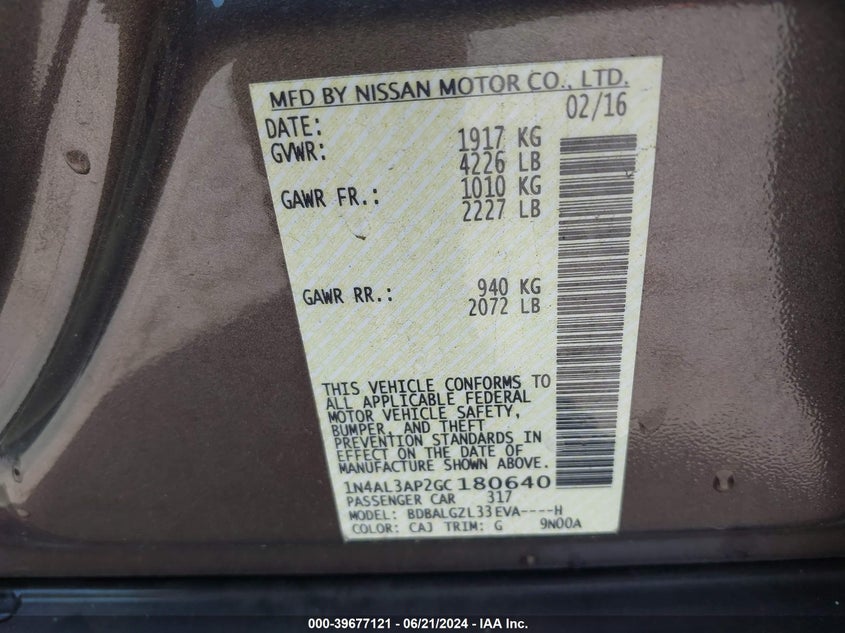 MFD BY NISSAN MOTOR CO., LTD.
DATE: 02/16
GVWR: 1917 KG
4226 LB
GAWR FR.: 1010 KG
2227 LB
GAWR RR.: 940 KG
2072 LB
THIS VEHICLE CONFORMS TO
ALL APPLICABLE FEDERAL
MOTOR VEHICLE SAFETY,
BUMPER, AND THEFT
PREVENTION STANDARDS IN
EFFECT ON THE DATE OF
MANUFACTURE SHOWN ABOVE.
1N4AL3AP2GC180640
PASSENGER CAR 317
MODEL: BDBALGZL33EVA----H
COLOR: CAJ TRIM: G 9N00A
000-39677121 - 06/21/2024 - IAA Inc.